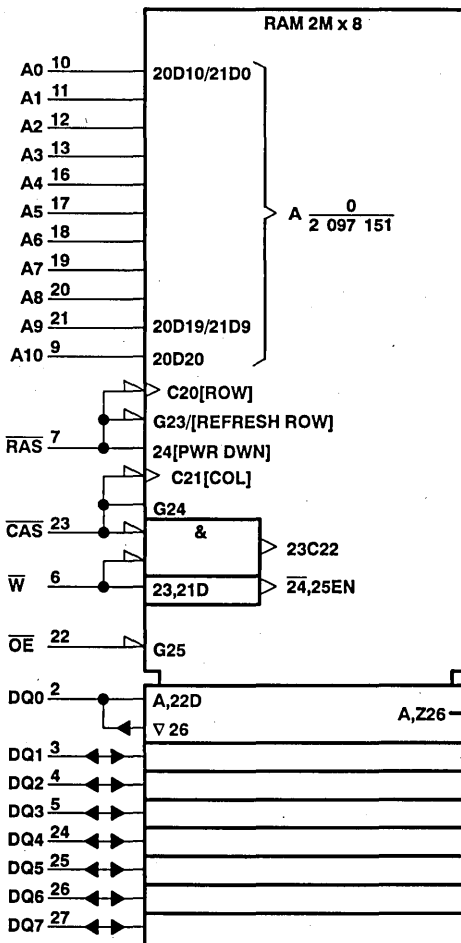 RAM 2M x 8
A0 10 20D10/21D0
A1 11
A2 12
A3 13
A4 16
A5 17
A 0
2 097 151
A6 18
A7 19
A8 20
A9 21 20D19/21D9
A10 9 20D20
C20[ROW]
G23/[REFRESH ROW]
RAS 7 24[PWR DWN]
C21[COL]
G24
CAS 23 &
23C22
W 6 23,21D 24,25EN
OE 22 G25
DQ0 2 A,22D
A,Z26
∇ 26
DQ1 3
DQ2 4
DQ3 5
DQ4 24
DQ5 25
DQ6 26
DQ7 27